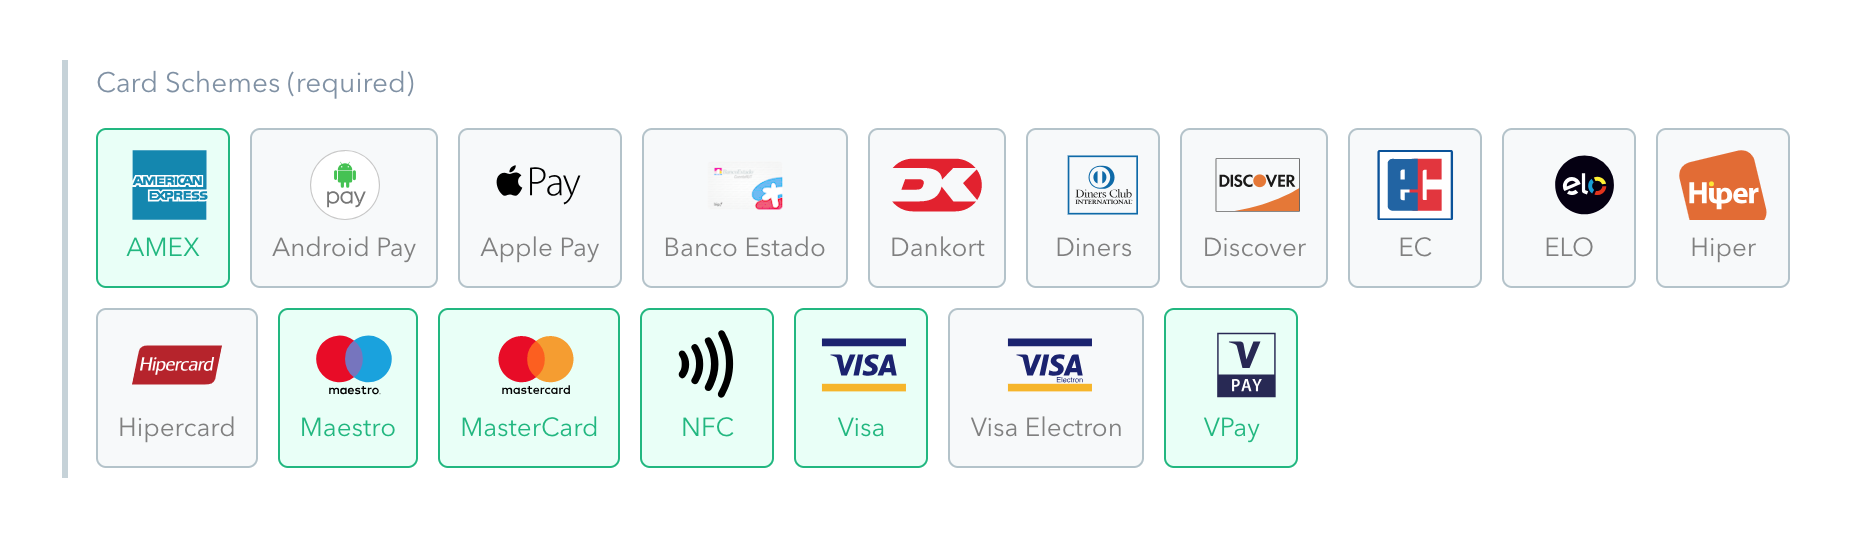 Card Schemes (required)
AMERICAN
EXPRESS
AMEX
pay
Android Pay
Pay
Apple Pay
Banco Estado
DK
Dankort
Diners Club
INTERNATIONAL
Diners
DISCOVER
Discover
ec
EC
elo
ELO
Hiper
Hiper
Hipercard
Hipercard
maestro
Maestro
mastercard
MasterCard
NFC
VISA
Visa
VISA
Electron
Visa Electron
V
PAY
VPay